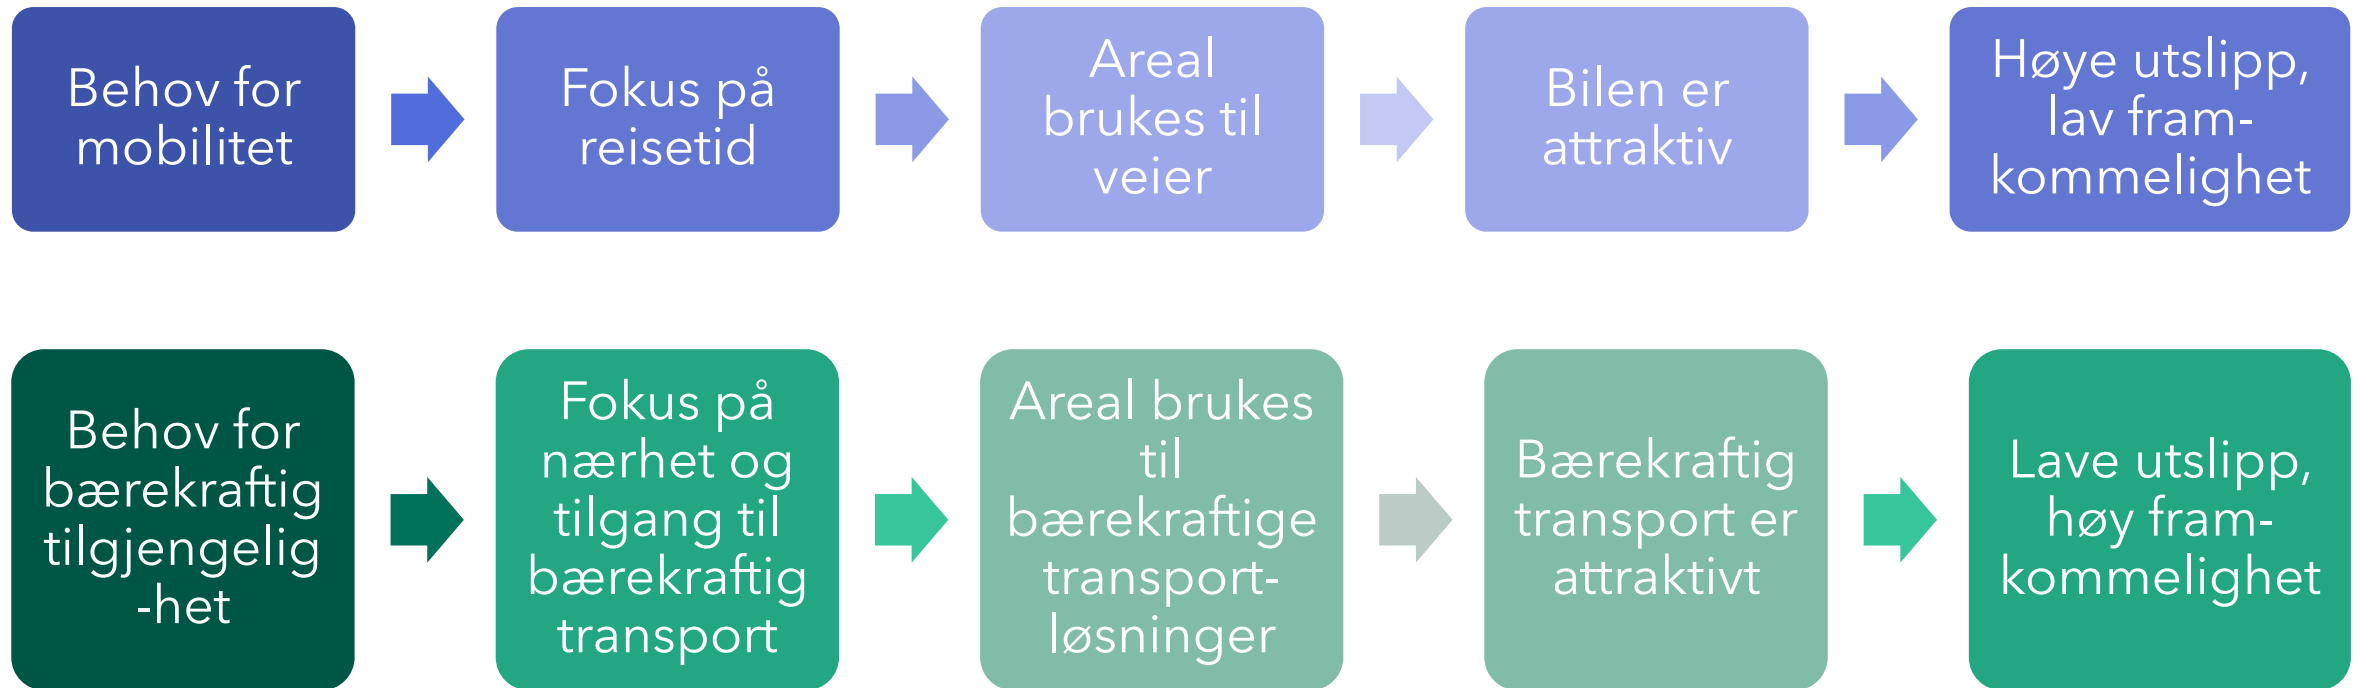 Behov for
mobilitet
Fokus på
reisetid
Areal
brukes til
veier
Bilen er
attraktiv
Høye utslipp,
lav fram-
kommelighet
Behov for
bærekraftig
tilgjengelig
-het
Fokus på
nærhet og
tilgang til
bærekraftig
transport
Areal brukes
til
bærekraftige
transport-
løsninger
Bærekraftig
transport er
attraktivt
Lave utslipp,
høy fram-
kommelighet